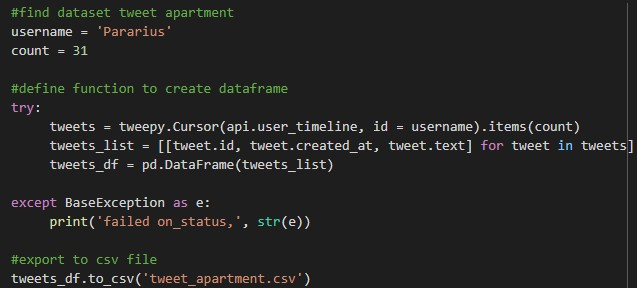 #find dataset tweet apartment
username = 'Pararius'
count = 31
#define function to create dataframe
try:
tweets = tweepy.Cursor(api.user_timeline, id = username).items(count)
tweets_list = [[tweet.id, tweet.created_at, tweet.text] for tweet in tweets]
tweets_df = pd.DataFrame(tweets_list)
except BaseException as e:
print('failed on_status,', str(e))
#export to csv file
tweets_df.to_csv('tweet_apartment.csv')